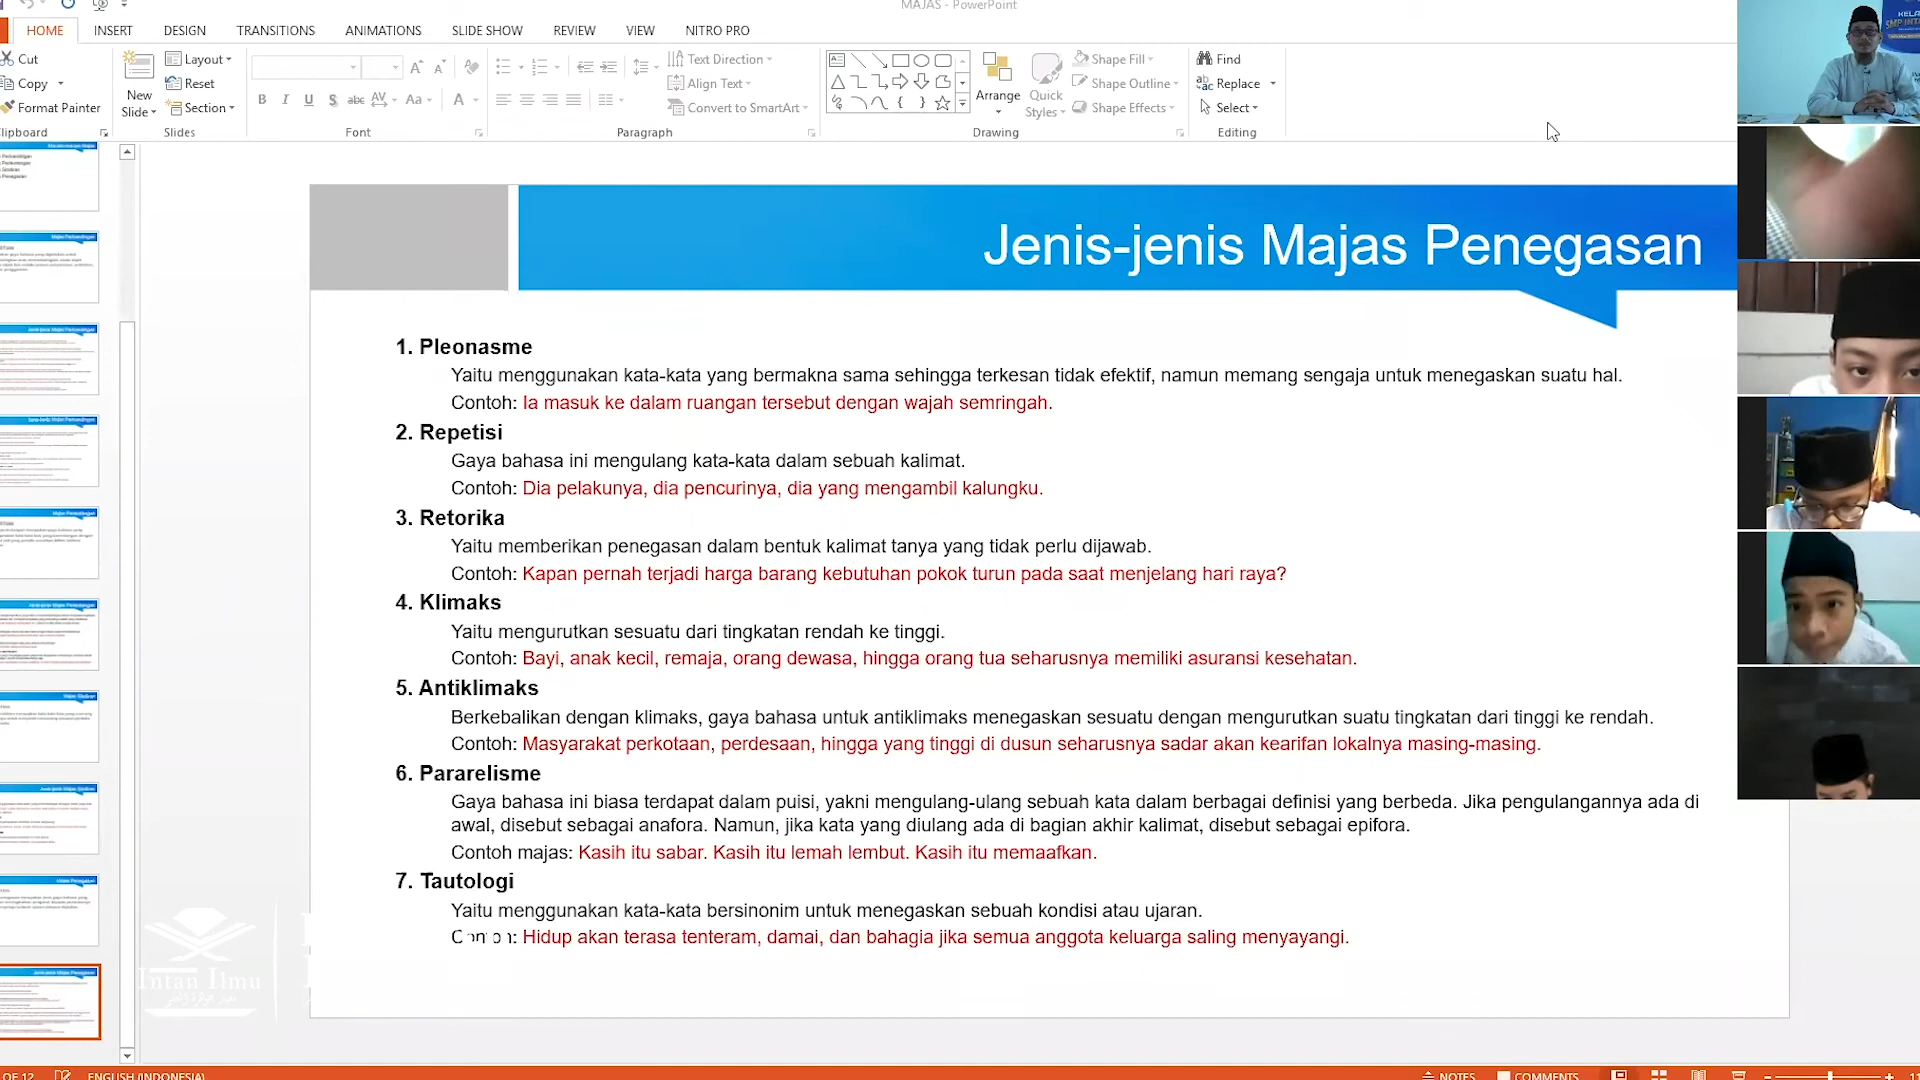 MAJAS - PowerPoint
HOME INSERT DESIGN TRANSITIONS ANIMATIONS SLIDE SHOW REVIEW VIEW NITRO PRO
Cut
Copy
Format Painter
New Slide
Layout
Reset
Section
Slides
Font
Text Direction
Align Text
Convert to SmartArt
Paragraph
Arrange
Quick Styles
Shape Fill
Shape Outline
Shape Effects
Drawing
Find
Replace
Select
Editing
Jenis-jenis Majas Penegasan
1. Pleonasme
Yaitu menggunakan kata-kata yang bermakna sama sehingga terkesan tidak efektif, namun memang sengaja untuk menegaskan suatu hal.
Contoh: Ia masuk ke dalam ruangan tersebut dengan wajah semringah.
2. Repetisi
Gaya bahasa ini mengulang kata-kata dalam sebuah kalimat.
Contoh: Dia pelakunya, dia pencurinya, dia yang mengambil kalungku.
3. Retorika
Yaitu memberikan penegasan dalam bentuk kalimat tanya yang tidak perlu dijawab.
Contoh: Kapan pernah terjadi harga barang kebutuhan pokok turun pada saat menjelang hari raya?
4. Klimaks
Yaitu mengurutkan sesuatu dari tingkatan rendah ke tinggi.
Contoh: Bayi, anak kecil, remaja, orang dewasa, hingga orang tua seharusnya memiliki asuransi kesehatan.
5. Antiklimaks
Berkebalikan dengan klimaks, gaya bahasa untuk antiklimaks menegaskan sesuatu dengan mengurutkan suatu tingkatan dari tinggi ke rendah.
Contoh: Masyarakat perkotaan, perdesaan, hingga yang tinggi di dusun seharusnya sadar akan kearifan lokalnya masing-masing.
6. Pararelisme
Gaya bahasa ini biasa terdapat dalam puisi, yakni mengulang-ulang sebuah kata dalam berbagai definisi yang berbeda. Jika pengulangannya ada di
awal, disebut sebagai anafora. Namun, jika kata yang diulang ada di bagian akhir kalimat, disebut sebagai epifora.
Contoh majas: Kasih itu sabar. Kasih itu lemah lembut. Kasih itu memaafkan.
7. Tautologi
Yaitu menggunakan kata-kata bersinonim untuk menegaskan sebuah kondisi atau ujaran.
Contoh: Hidup akan terasa tenteram, damai, dan bahagia jika semua anggota keluarga saling menyayangi.
Intan Ilmu
OF 12 ENGLISH (INDONESIA) NOTES COMMENTS